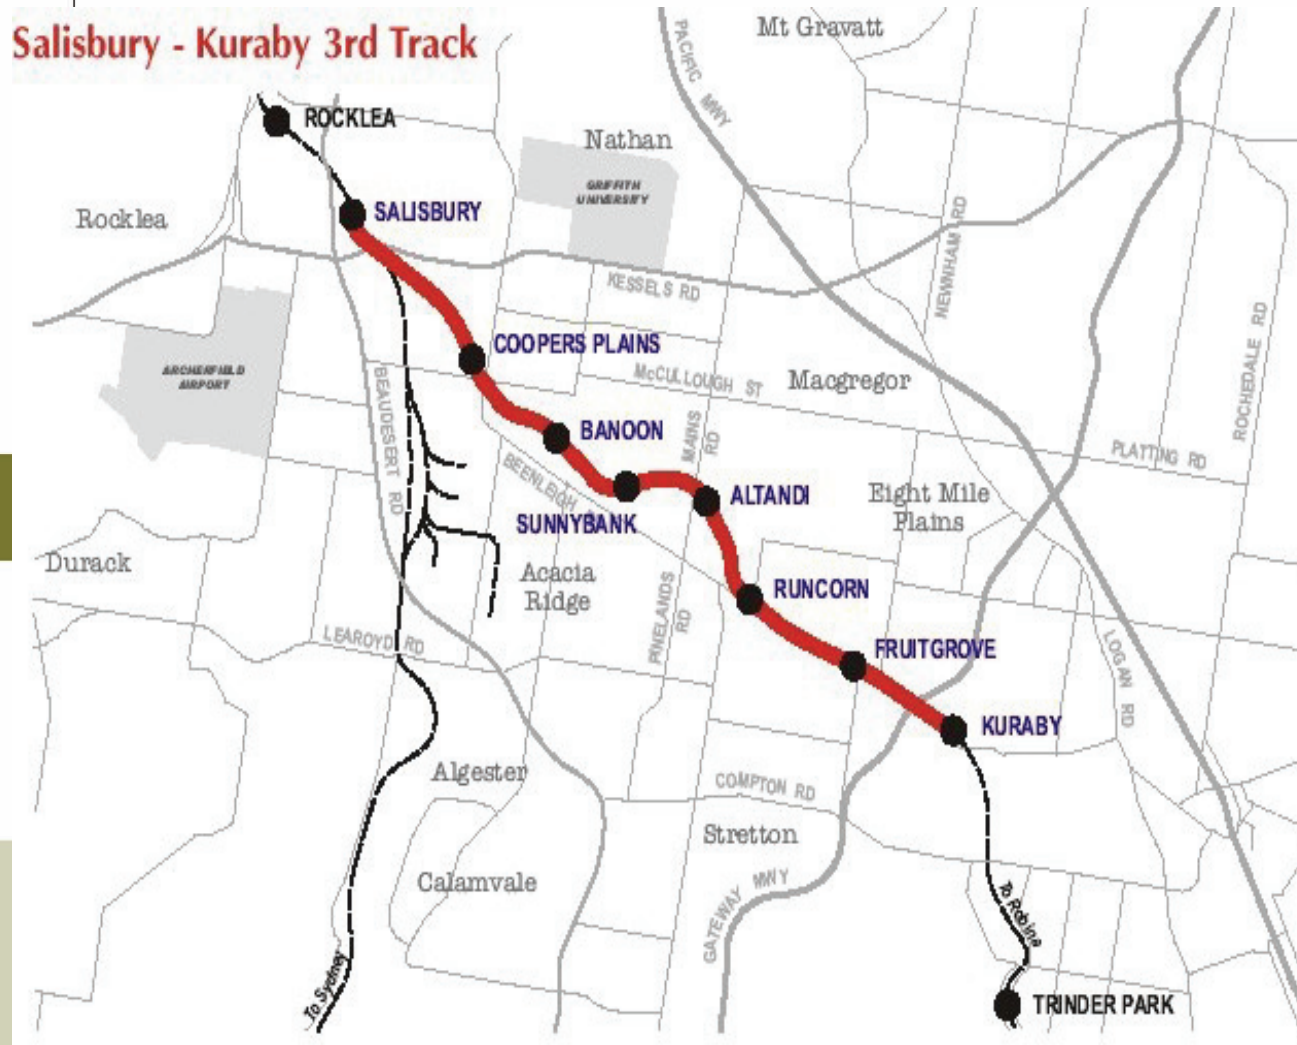 Salisbury - Kuraby 3rd Track
Mt Gravatt
PACIFIC MWY
ROCKLEA
Nathan
GRIFFITH
UNIVERSITY
SALISBURY
Rocklea
NEWNHAM RD
KESSELS RD
ROCHEDALE RD
COOPERS PLAINS
ARCHERFIELD
AIRPORT
McCULLOUGH ST
Macgregor
BEAUDESERT RD
BANOON
MAINS
RD
PLATTING RD
BEENLEIGH
ALTANDI
Eight Mile
Plains
SUNNYBANK
Durack
Acacia
Ridge
RUNCORN
PINELANDS
RD
LEAROYD RD
FRUITGROVE
LOGAN RD
KURABY
Algester
COMPTON RD
Stretton
Calamvale
GATEWAY MWY
To Robina
To Sydney
TRINDER PARK